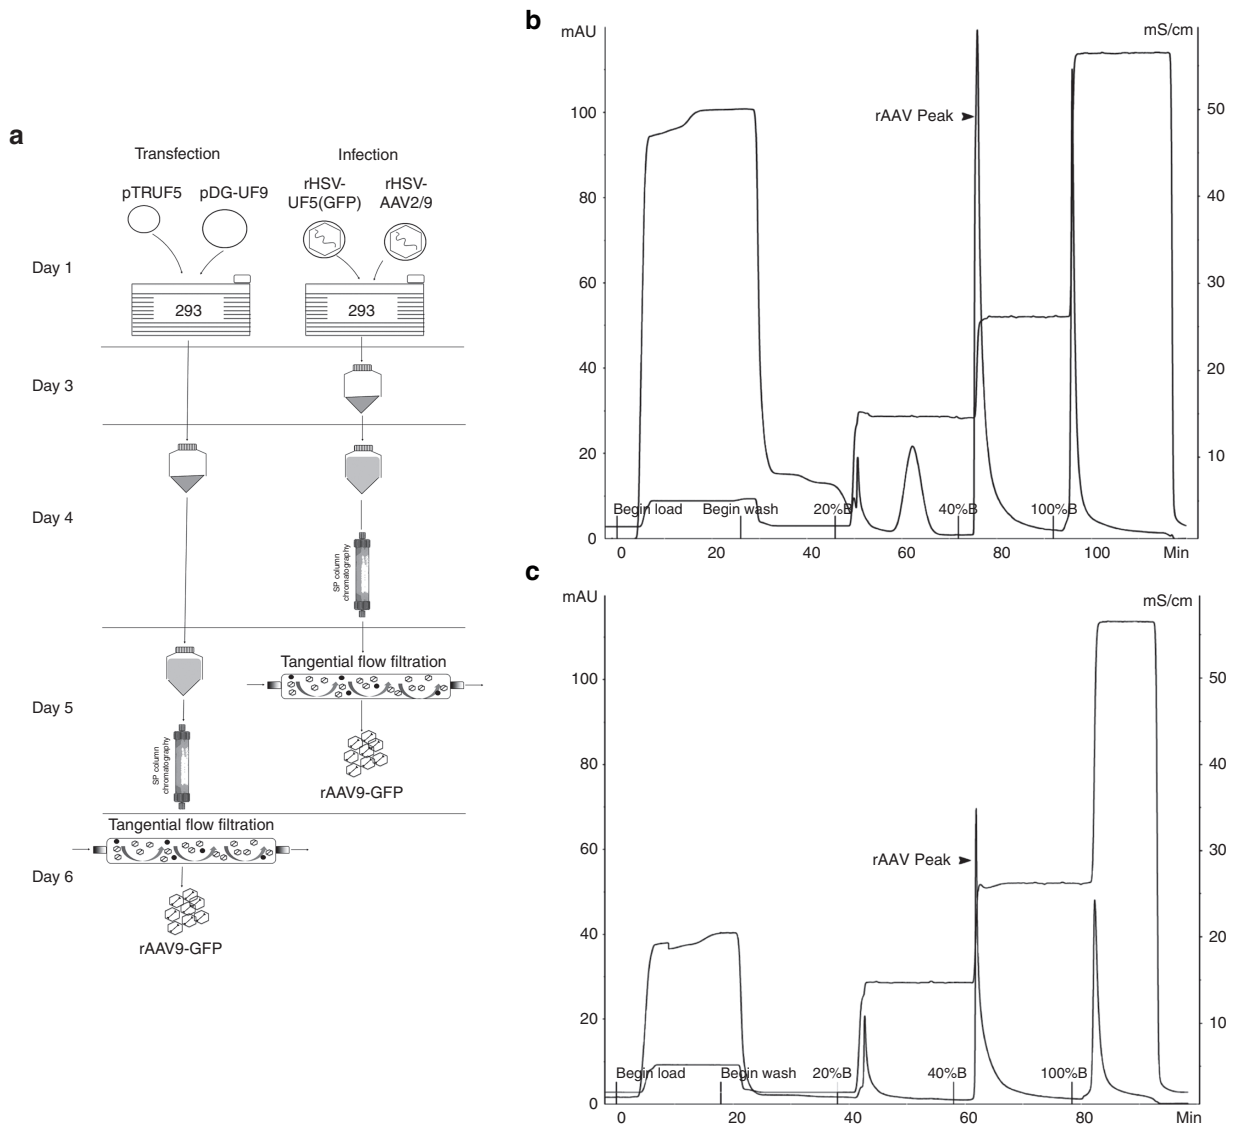 a
Transfection
Infection
pTRUF5
pDG-UF9
rHSV-
UF5(GFP)
rHSV-
AAV2/9
Day 1
293
293
Day 3
Day 4
SP column
chromatography
Tangential flow filtration
Day 5
SP column
chromatography
rAAV9-GFP
Tangential flow filtration
Day 6
rAAV9-GFP
b
mAU
mS/cm
rAAV Peak
100
80
60
40
20
0
50
40
30
20
10
Begin load
Begin wash
20%B
40%B
100%B
0
20
40
60
80
100
Min
c
mAU
mS/cm
rAAV Peak
100
80
60
40
20
0
50
40
30
20
10
Begin load
Begin wash
20%B
40%B
100%B
0
20
40
60
80
Min